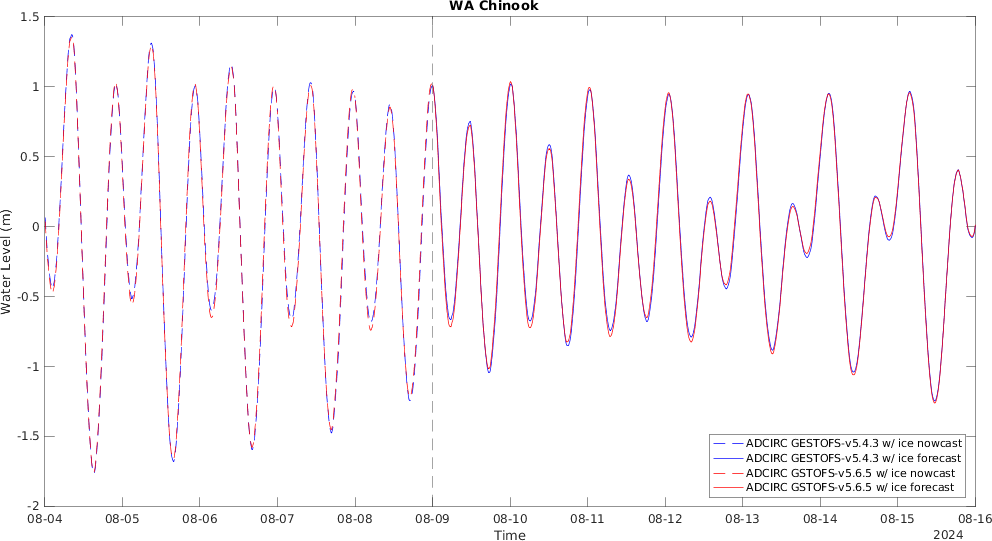 WA Chinook
1.5
1
0.5
0
-0.5
-1
-1.5
-2
Water Level (m)
08-04 08-05 08-06 08-07 08-08 08-09 08-10 08-11 08-12 08-13 08-14 08-15 08-16
Time
2024
ADCIRC GESTOFS-v5.4.3 w/ ice nowcast
ADCIRC GESTOFS-v5.4.3 w/ ice forecast
ADCIRC GSTOFS-v5.6.5 w/ ice nowcast
ADCIRC GSTOFS-v5.6.5 w/ ice forecast